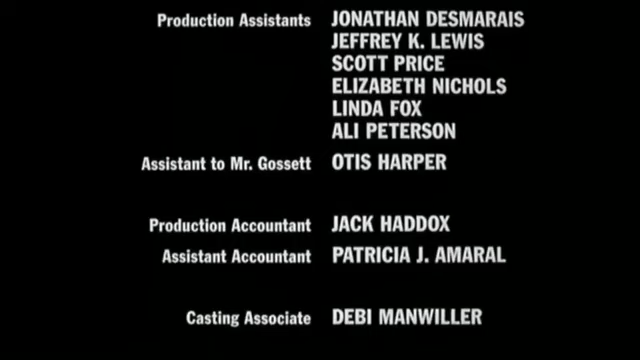 Production Assistants JONATHAN DESMARAIS
JEFFREY K. LEWIS
SCOTT PRICE
ELIZABETH NICHOLS
LINDA FOX
ALI PETERSON
Assistant to Mr. Gossett OTIS HARPER
Production Accountant JACK HADDOX
Assistant Accountant PATRICIA J. AMARAL
Casting Associate DEBI MANWILLER